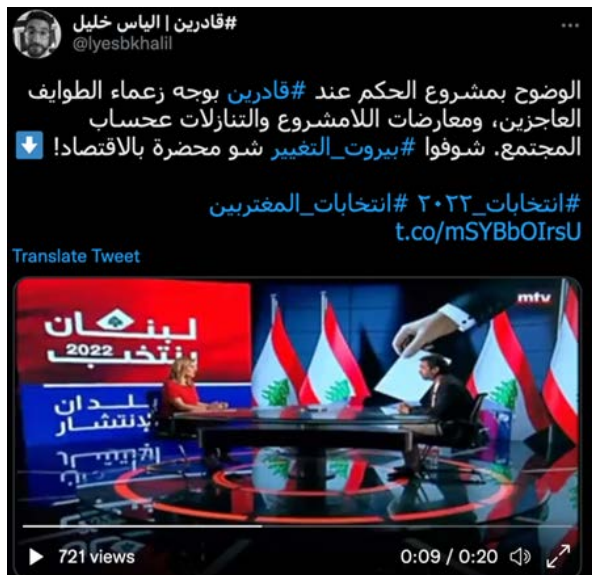 #قادرين | الياس خليل
@lyesbkhalil
الوضوح بمشروع الحكم عند #قادرين بوجه زعماء الطوايف
العاجزين، ومعارضات اللامشروع والتنازلات عحساب
المجتمع. شوفوا #بيروت_التغيير شو محضرة بالاقتصاد! ⬇️
#انتخابات_٢٠٢٢ #انتخابات_المغتربين
t.co/mSYBbOIrsU
Translate Tweet
mtv
لبنان
2022
ينتخب
بلدان
الإنتشار
721 views
0:09 / 0:20